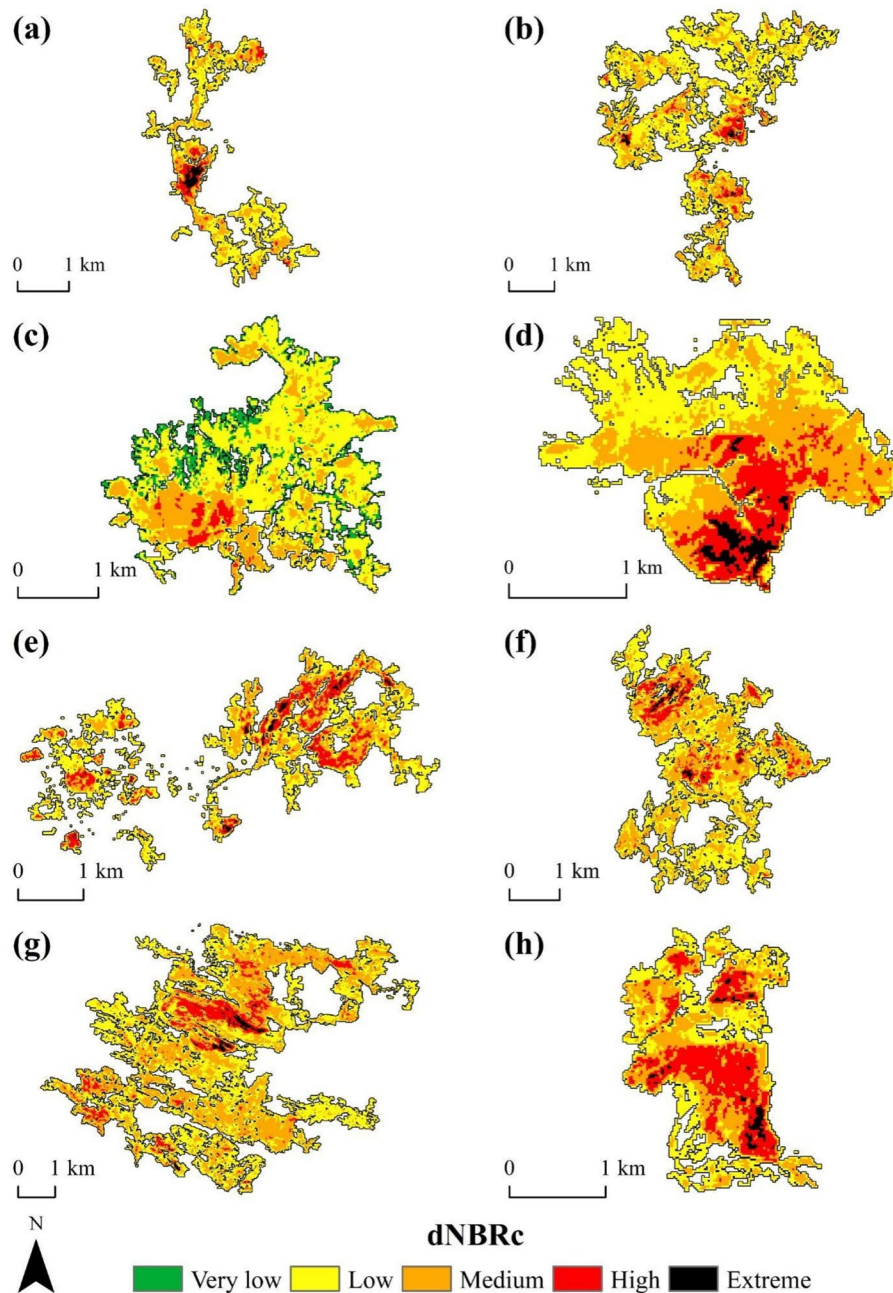 (a)
(b)
0 1 km
0 1 km
(c)
(d)
0 1 km
0 1 km
(e)
(f)
0 1 km
0 1 km
(g)
(h)
0 1 km
0 1 km
N
dNBRc
Very low Low Medium High Extreme